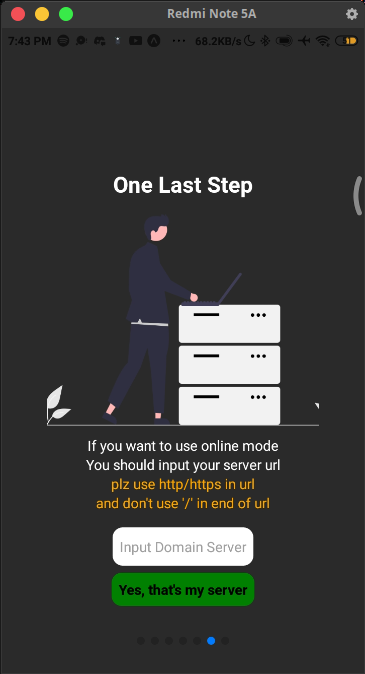 Redmi Note 5A
7:43 PM
68.2KB/s
One Last Step
If you want to use online mode
You should input your server url
plz use http/https in url
and don't use '/' in end of url
Input Domain Server
Yes, that's my server